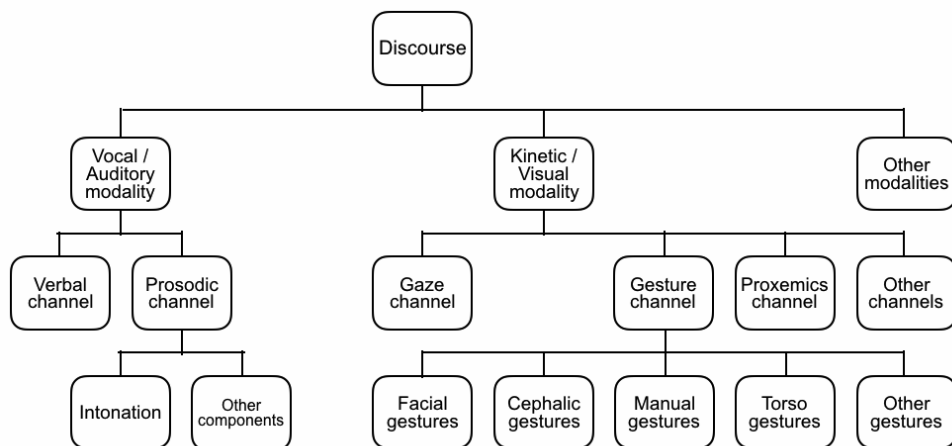 Discourse
Vocal /
Auditory
modality
Kinetic /
Visual
modality
Other
modalities
Verbal
channel
Prosodic
channel
Gaze
channel
Gesture
channel
Proxemics
channel
Other
channels
Intonation
Other
components
Facial
gestures
Cephalic
gestures
Manual
gestures
Torso
gestures
Other
gestures